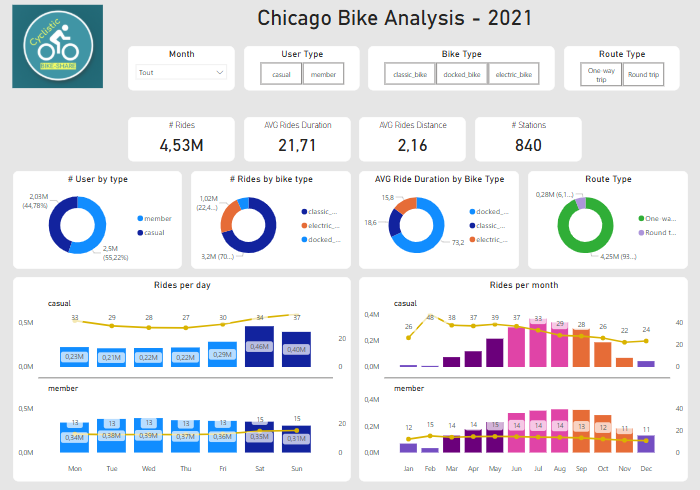 Chicago Bike Analysis - 2021
Cyclistic
BIKE-SHARE
Month
Tout
User Type
casual member
Bike Type
classic_bike docked_bike electric_bike
Route Type
One-way trip Round trip
# Rides
4,53M
AVG Rides Duration
21,71
AVG Rides Distance
2,16
# Stations
840
# User by type
2,03M
(44,78%)
2,5M
(55,22%)
member
casual
# Rides by bike type
1,02M
(22,4...)
3,2M (70...)
classic_...
electric_...
docked_...
AVG Ride Duration by Bike Type
15,8
18,6
73,2
docked_...
classic_...
electric_...
Route Type
0,28M (6,1...)
4,25M (93...)
One-wa...
Round t...
Rides per day
casual
33 29 28 27 30 34 37
0,5M
0,0M
20
0
0,23M 0,21M 0,22M 0,22M 0,29M 0,46M 0,40M
member
0,5M
0,0M
20
0
13 13 13 13 13 15 15
0,34M 0,38M 0,39M 0,37M 0,36M 0,35M 0,31M
Mon Tue Wed Thu Fri Sat Sun
Rides per month
casual
0,4M
0,2M
0,0M
40
20
0
26 48 38 37 39 37 33 29 28 26 22 24
member
0,4M
0,2M
0,0M
40
20
0
12 15 14 14 15 14 14 14 13 12 11 11
Jan Feb Mar Apr May Jun Jul Aug Sep Oct Nov Dec